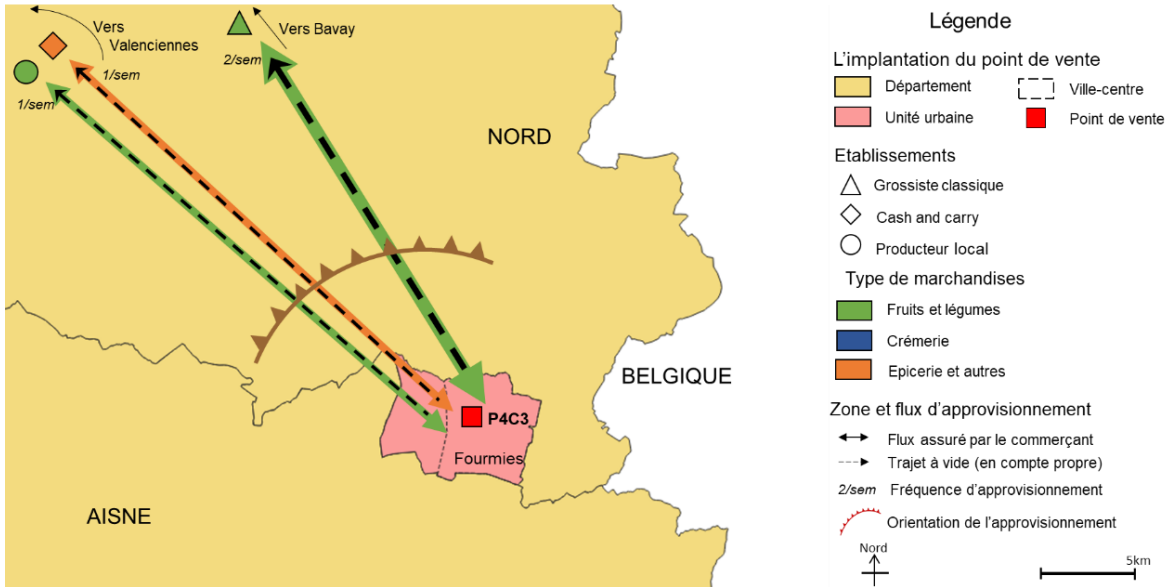 Vers
Valenciennes
Vers Bavay
1/sem
2/sem
1/sem
NORD
BELGIQUE
P4C3
Fourmies
AISNE
Légende
L'implantation du point de vente
Département
Ville-centre
Unité urbaine
Point de vente
Etablissements
Grossiste classique
Cash and carry
Producteur local
Type de marchandises
Fruits et légumes
Crémerie
Epicerie et autres
Zone et flux d'approvisionnement
Flux assuré par le commerçant
Trajet à vide (en compte propre)
2/sem Fréquence d'approvisionnement
Orientation de l'approvisionnement
Nord
5km